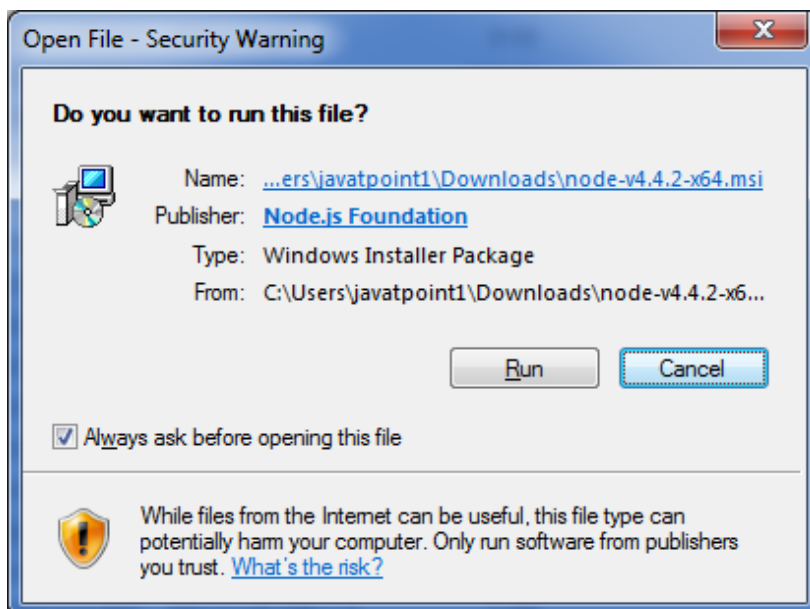 Open File - Security Warning
Do you want to run this file?
Name: ...ers\javatpoint1\Downloads\node-v4.4.2-x64.msi
Publisher: Node.js Foundation
Type: Windows Installer Package
From: C:\Users\javatpoint1\Downloads\node-v4.4.2-x6...
Run Cancel
Always ask before opening this file
While files from the Internet can be useful, this file type can
potentially harm your computer. Only run software from publishers
you trust. What's the risk?